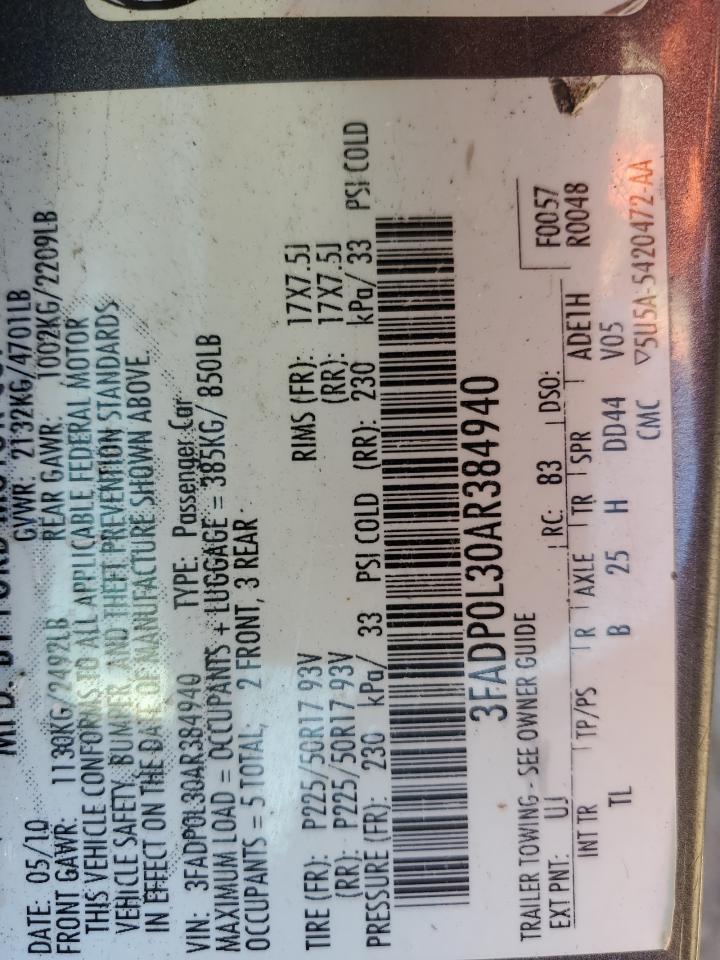 MFD. BY FORD MOTOR CO.
DATE: 05/10 GVWR: 2132KG/4701LB
FRONT GAWR: 1130KG/2492LB REAR GAWR: 1002KG/2209LB
THIS VEHICLE CONFORMS TO ALL APPLICABLE FEDERAL MOTOR
VEHICLE SAFETY, BUMPER, AND THEFT PREVENTION STANDARDS
IN EFFECT ON THE DATE OF MANUFACTURE SHOWN ABOVE.
VIN: 3FADP0L30AR384940 TYPE: Passenger Car
MAXIMUM LOAD = OCCUPANTS + LUGGAGE = 385KG/ 850LB
OCCUPANTS = 5 TOTAL, 2 FRONT, 3 REAR
TIRE (FR): P225/50R17 93V RIMS (FR): 17X7.5J
(RR): P225/50R17 93V (RR): 17X7.5J
PRESSURE (FR): 230 kPa/ 33 PSI COLD (RR): 230 kPa/ 33 PSI COLD
3FADP0L30AR384940
TRAILER TOWING - SEE OWNER GUIDE F0057
EXT PNT: UJ RC: 83 DSO: R0048
INT TR TP/PS R AXLE TR SPR ADE1H
TL B 25 H DD44 V05
CMC ▽5U5A-5420472-AA